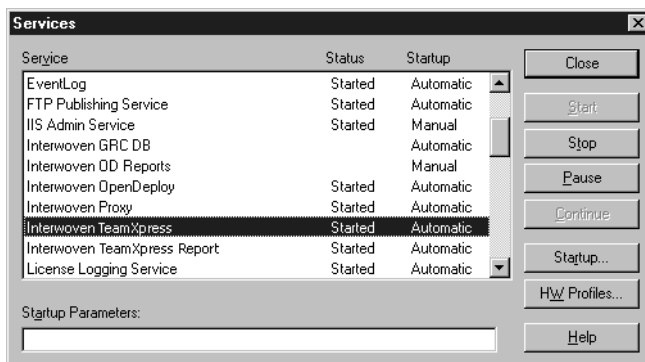 Services
Service Status Startup
EventLog Started Automatic
FTP Publishing Service Started Automatic
IIS Admin Service Started Manual
Interwoven GRC DB Automatic
Interwoven OD Reports Manual
Interwoven OpenDeploy Started Automatic
Interwoven Proxy Started Automatic
Interwoven TeamXpress Started Automatic
Interwoven TeamXpress Report Started Automatic
License Logging Service Started Automatic
Startup Parameters:
Close
Start
Stop
Pause
Continue
Startup...
HW Profiles...
Help